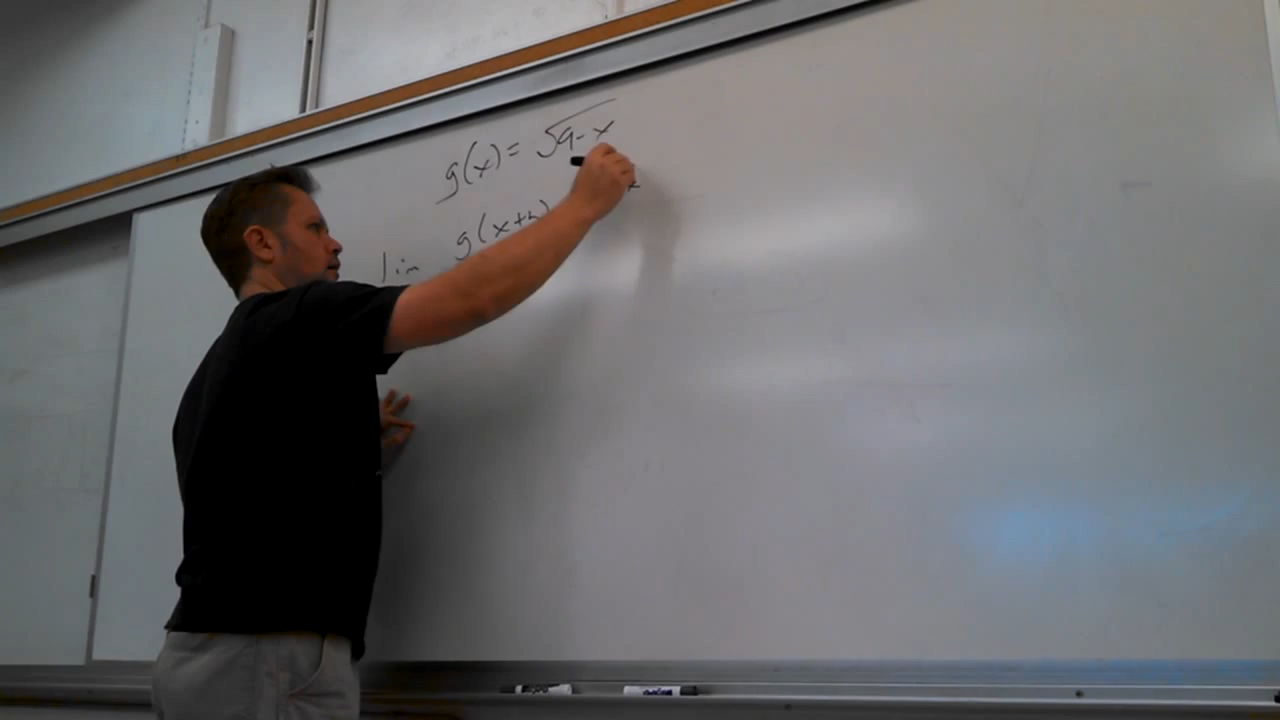 g(x) = √9-x
g(x+h)
lim